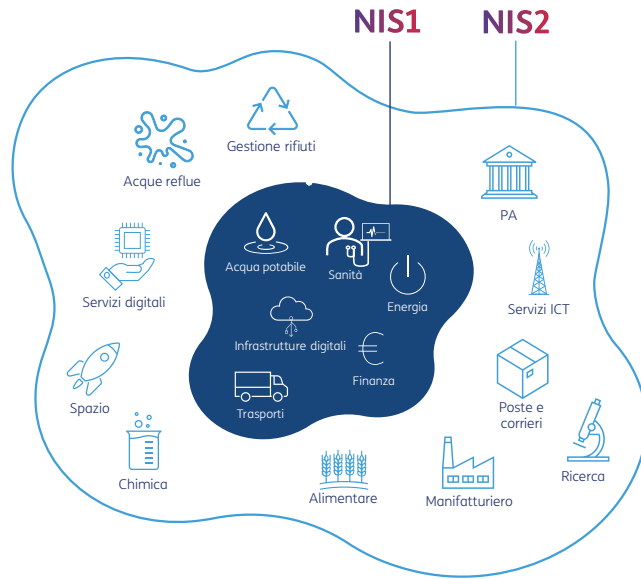 NIS1
NIS2
Gestione rifiuti
Acque reflue
PA
Acqua potabile
Sanità
Energia
Servizi digitali
Servizi ICT
Infrastrutture digitali
Finanza
Spazio
Trasporti
Poste e
corrieri
Chimica
Ricerca
Alimentare
Manifatturiero